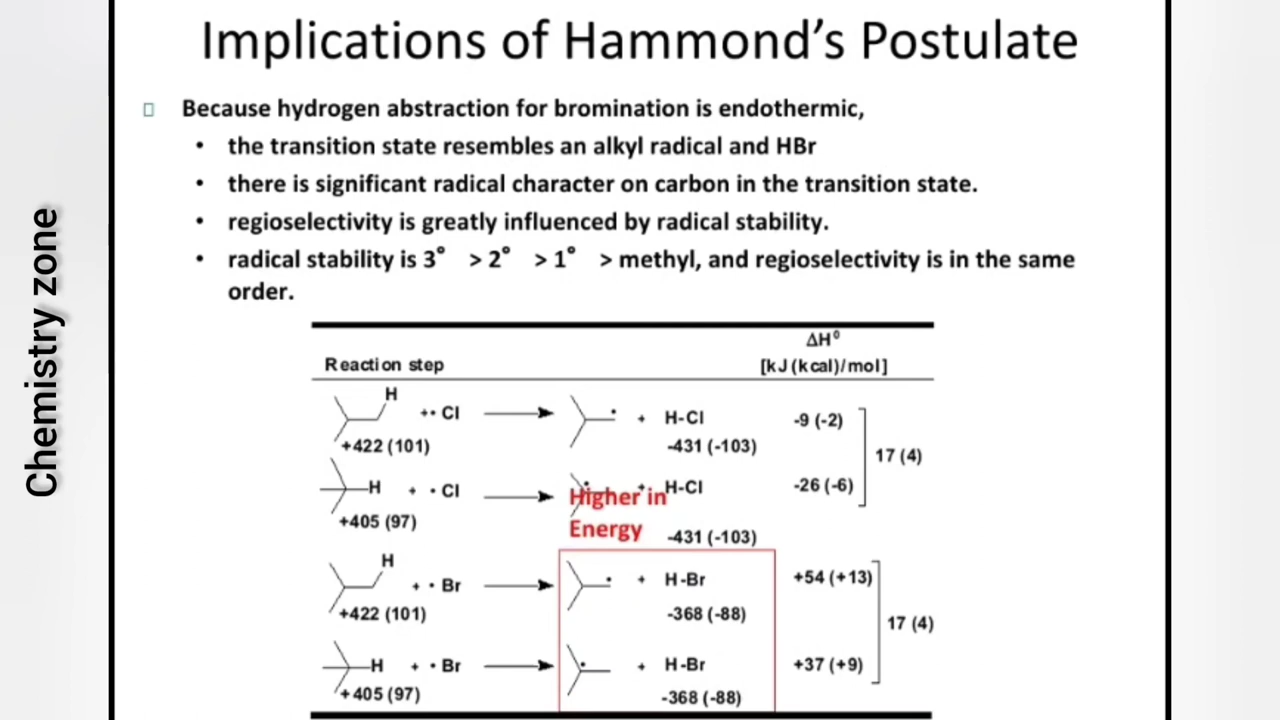 Implications of Hammond's Postulate
Because hydrogen abstraction for bromination is endothermic,
• the transition state resembles an alkyl radical and HBr
• there is significant radical character on carbon in the transition state.
• regioselectivity is greatly influenced by radical stability.
• radical stability is 3° > 2° > 1° > methyl, and regioselectivity is in the same
order.
Chemistry zone
ΔH°
Reaction step [kJ (kcal)/mol]
H
+• Cl + H-Cl -9 (-2)
+422 (101) -431 (-103)
17 (4)
H + • Cl + H-Cl -26 (-6)
Higher in
Energy
+405 (97) -431 (-103)
H
+ • Br + H-Br +54 (+13)
+422 (101) -368 (-88)
17 (4)
H + • Br + H-Br +37 (+9)
+405 (97) -368 (-88)